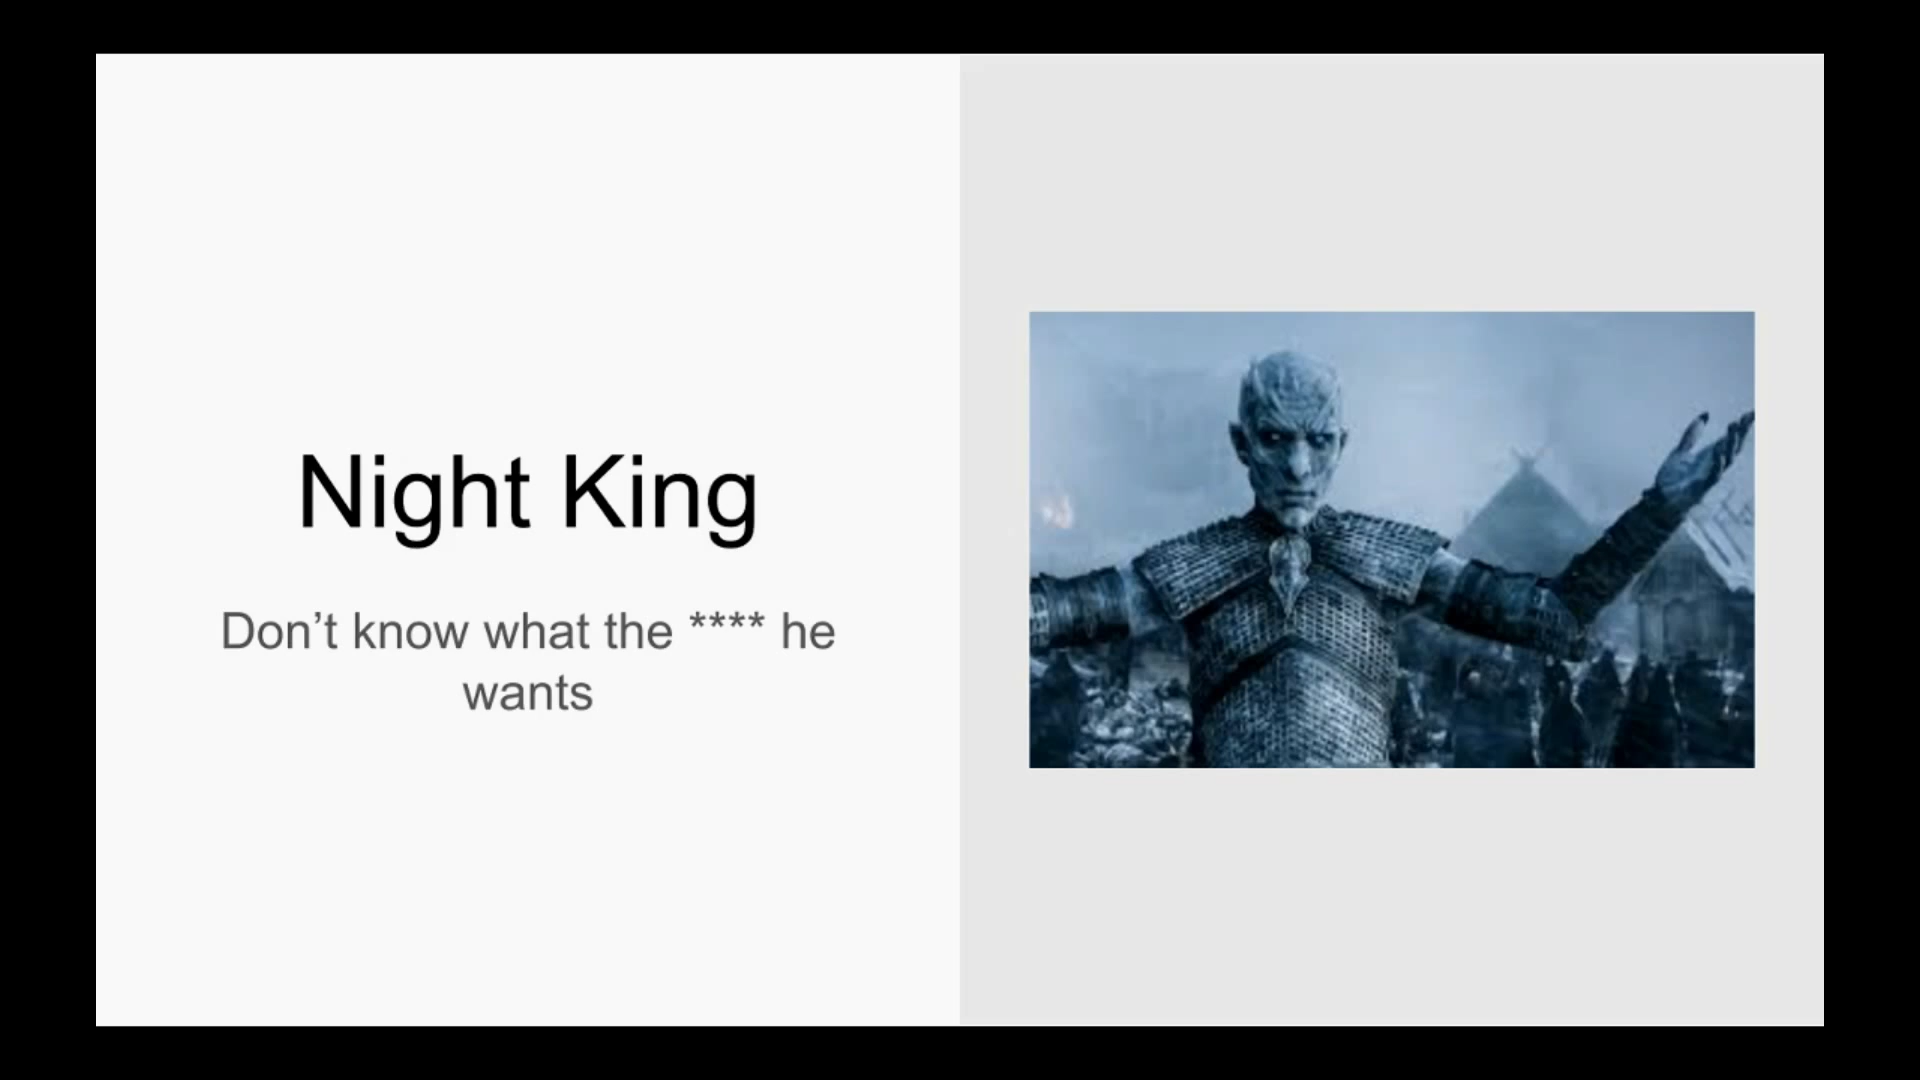 Night King
Don’t know what the **** he
wants